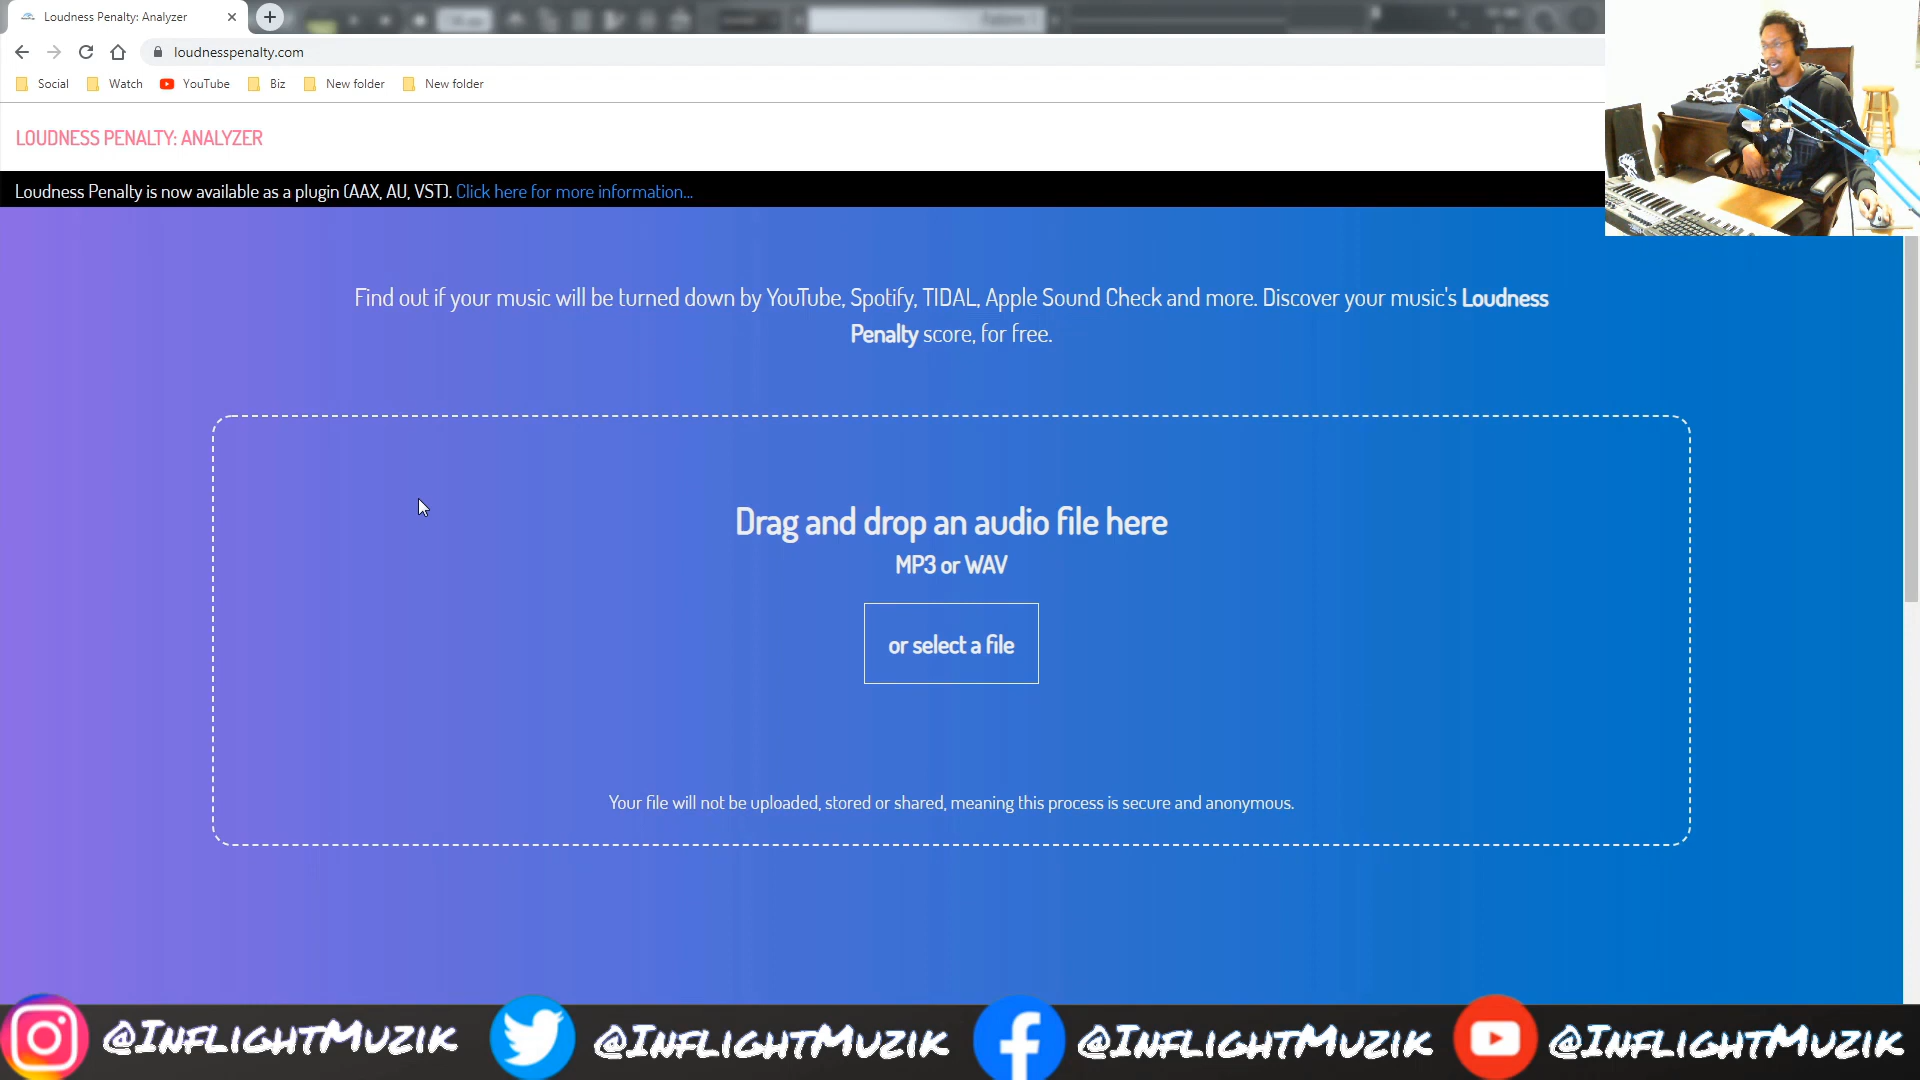 Loudness Penalty: Analyzer
loudnesspenalty.com
Social Watch YouTube Biz New folder New folder
LOUDNESS PENALTY: ANALYZER
Loudness Penalty is now available as a plugin (AAX, AU, VST). Click here for more information...
Find out if your music will be turned down by YouTube, Spotify, TIDAL, Apple Sound Check and more. Discover your music's Loudness
Penalty score, for free.
Drag and drop an audio file here
MP3 or WAV
or select a file
Your file will not be uploaded, stored or shared, meaning this process is secure and anonymous.
@InflightMuzik @InflightMuzik @InflightMuzik @InflightMuzik